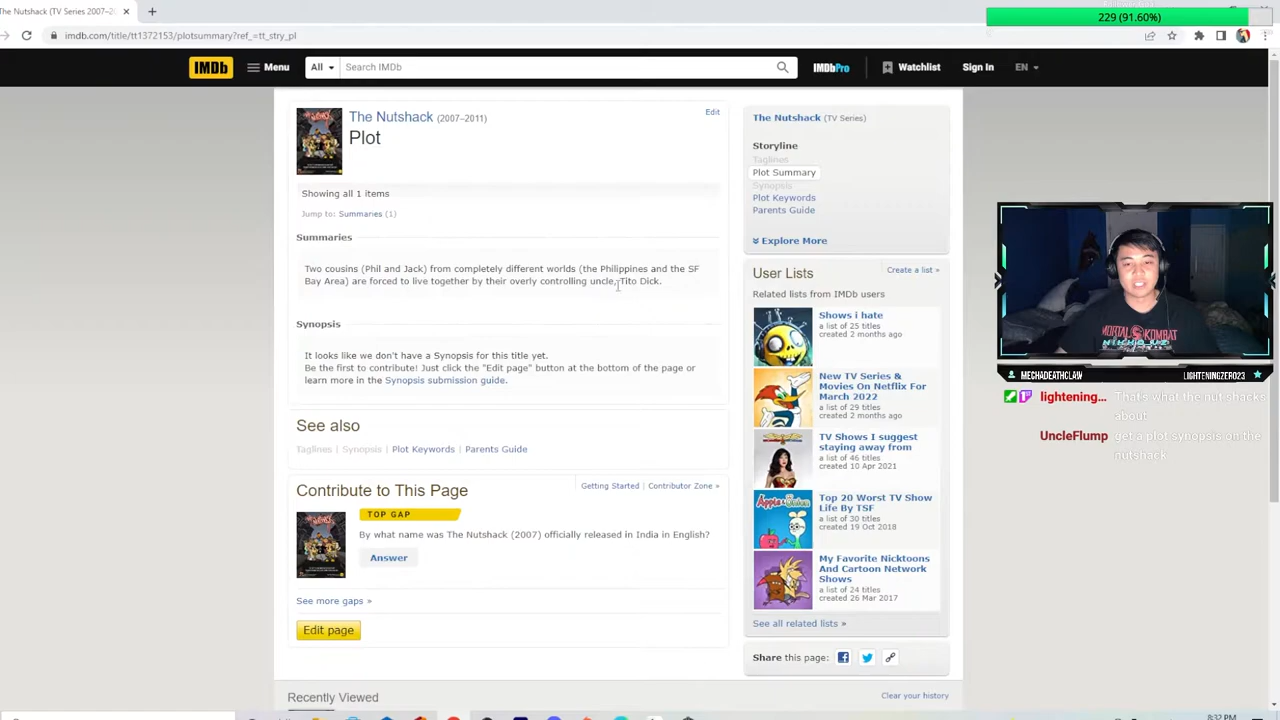 The Nutshack (TV Series 2007–20
229 (91.60%)
imdb.com/title/tt1372153/plotsummary?ref_=tt_stry_pl
IMDb
Menu
All
Search IMDb
IMDbPro
Watchlist
Sign In
EN
The Nutshack (2007–2011)
Edit
Plot
Showing all 1 items
Jump to: Summaries (1)
Summaries
Two cousins (Phil and Jack) from completely different worlds (the Philippines and the SF
Bay Area) are forced to live together by their overly controlling uncle, Tito Dick.
Synopsis
It looks like we don't have a Synopsis for this title yet.
Be the first to contribute! Just click the "Edit page" button at the bottom of the page or
learn more in the Synopsis submission guide.
See also
Taglines | Synopsis | Plot Keywords | Parents Guide
Contribute to This Page
Getting Started | Contributor Zone »
TOP GAP
By what name was The Nutshack (2007) officially released in India in English?
Answer
See more gaps »
Edit page
Recently Viewed
Clear your history
The Nutshack (TV Series)
Storyline
Taglines
Plot Summary
Synopsis
Plot Keywords
Parents Guide
Explore More
User Lists
Create a list »
Related lists from IMDb users
Shows i hate
a list of 25 titles
created 2 months ago
New TV Series &
Movies On Netflix For
March 2022
a list of 29 titles
created 2 months ago
TV Shows I suggest
staying away from
a list of 46 titles
created 10 Apr 2021
Top 20 Worst TV Show
Life By TSF
a list of 30 titles
created 19 Oct 2018
My Favorite Nicktoons
And Cartoon Network
Shows
a list of 24 titles
created 26 Mar 2017
See all related lists »
Share this page:
MORTAL KOMBAT
MECHADEATHCLAW
LIGHTENINGZERO23
lightening... That's what the nut shacks
about
UncleFlump get a plot synopsis on the
nutshack
8:32 PM